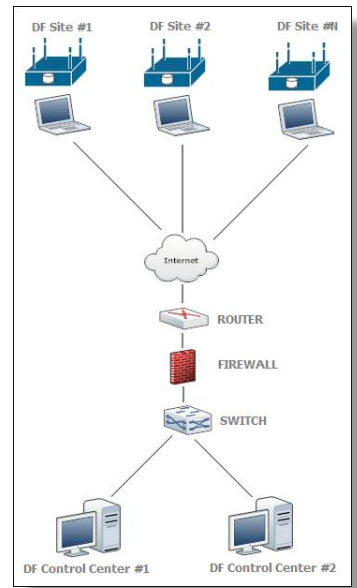 DF Site #1
DF Site #2
DF Site #N
Internet
ROUTER
FIREWALL
SWITCH
DF Control Center #1
DF Control Center #2